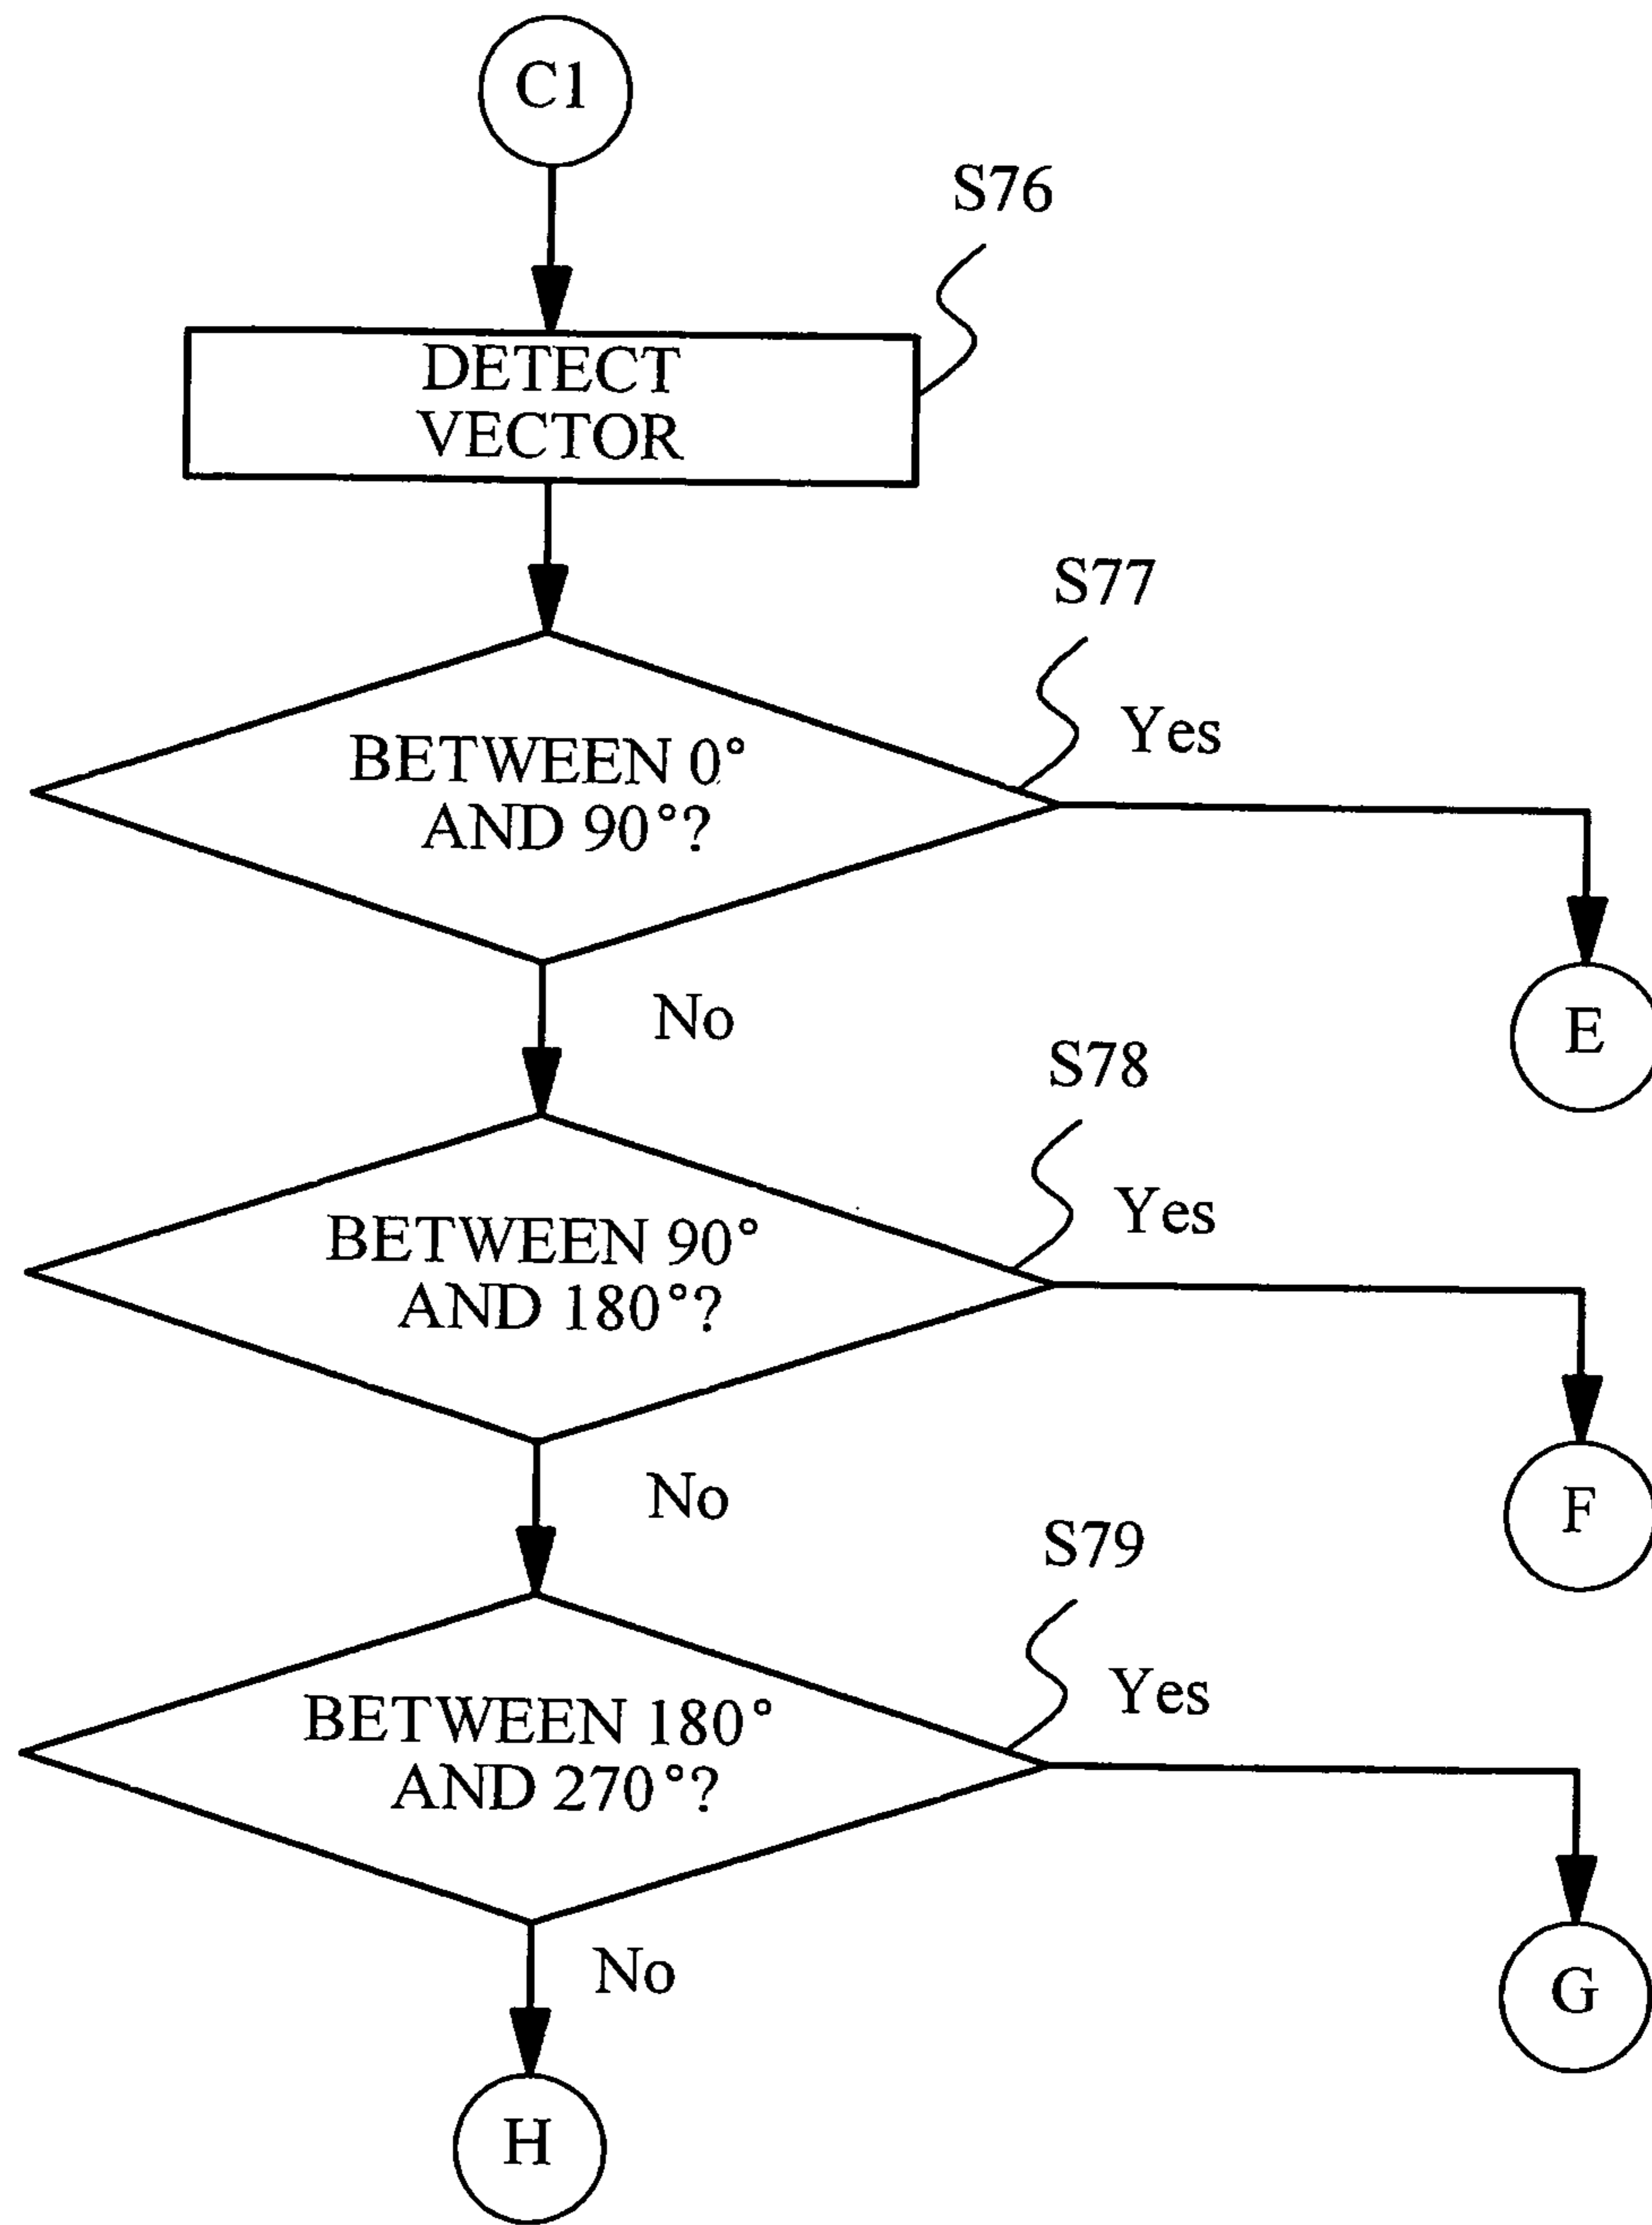 C1
S76
DETECT
VECTOR
S77
Yes
BETWEEN 0°
AND 90°?
E
No
S78
Yes
BETWEEN 90°
AND 180°?
F
No
S79
Yes
BETWEEN 180°
AND 270°?
G
No
H